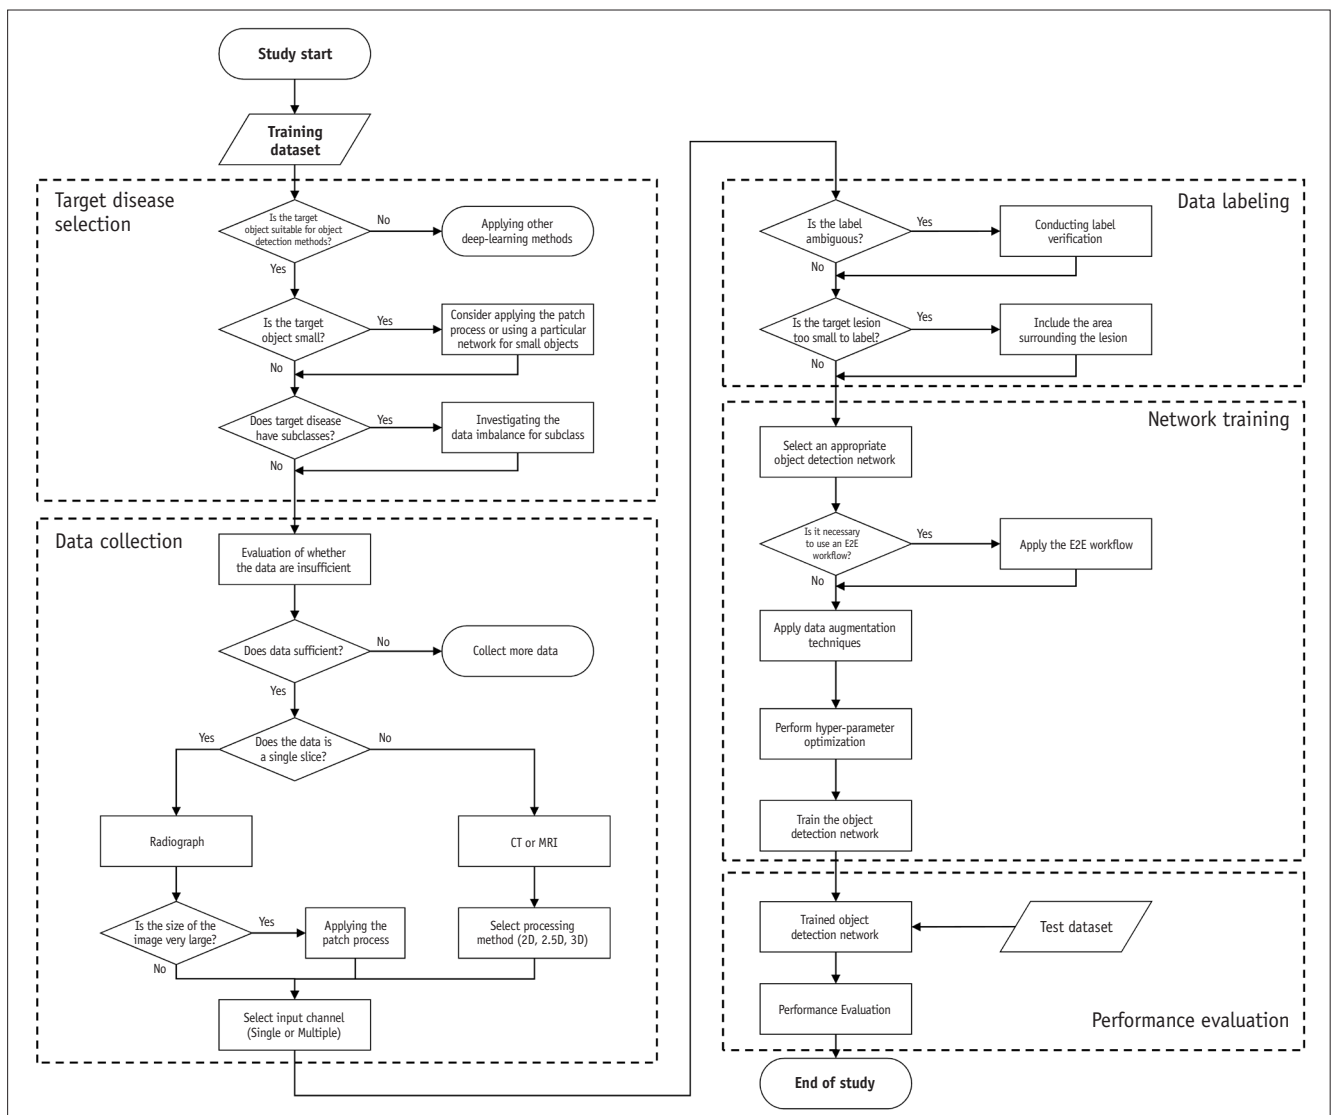 Study start
Training
dataset
Target disease
selection
Is the target
object suitable for object
detection methods?
No
Applying other
deep-learning methods
Yes
Is the target
object small?
Yes
Consider applying the patch
process or using a particular
network for small objects
No
Does target disease
have subclasses?
Yes
Investigating the
data imbalance for subclass
No
Data collection
Evaluation of whether
the data are insufficient
Does data sufficient?
No
Collect more data
Yes
Does the data is
a single slice?
Yes
No
Radiograph
CT or MRI
Is the size of the
image very large?
Yes
Applying the
patch process
Select processing
method (2D, 2.5D, 3D)
No
Select input channel
(Single or Multiple)
Data labeling
Is the label
ambiguous?
Yes
Conducting label
verification
No
Is the target lesion
too small to label?
Yes
Include the area
surrounding the lesion
No
Network training
Select an appropriate
object detection network
Is it necessary
to use an E2E
workflow?
Yes
Apply the E2E workflow
No
Apply data augmentation
techniques
Perform hyper-parameter
optimization
Train the object
detection network
Trained object
detection network
Test dataset
Performance Evaluation
Performance evaluation
End of study